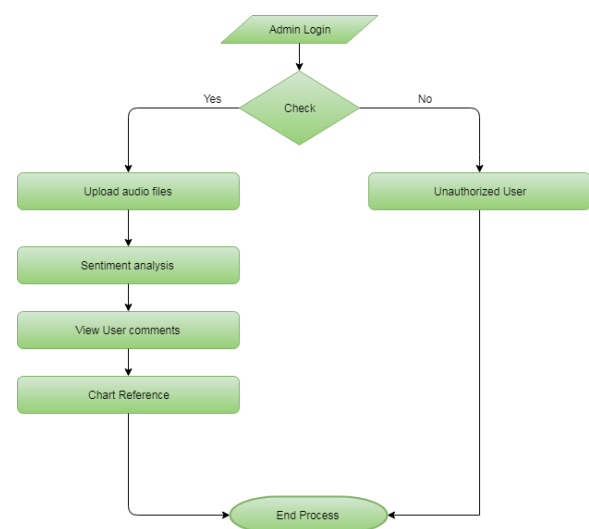 Admin Login
Check
Yes
No
Upload audio files
Unauthorized User
Sentiment analysis
View User comments
Chart Reference
End Process